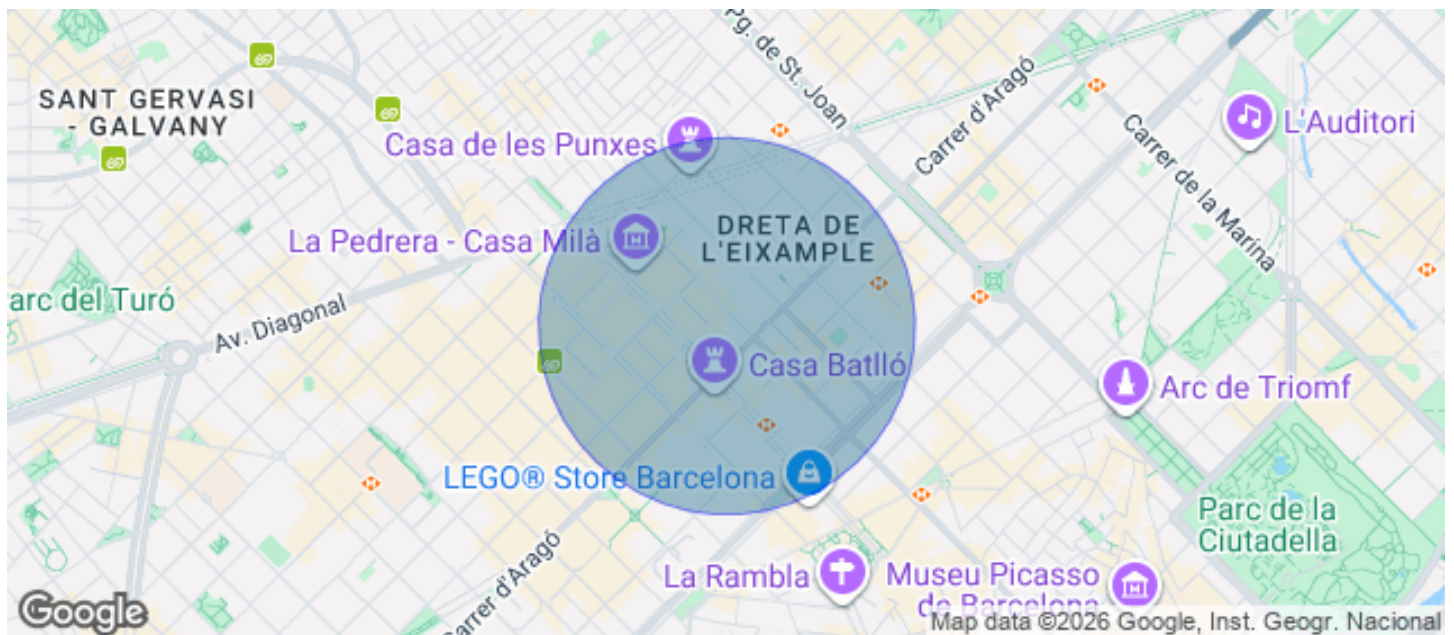 Pg. de St. Joan
Carrer d'Aragó
SANT GERVASI
- GALVANY
Casa de les Punxes
L'Auditori
Carrer de la Marina
DRETA DE
L'EIXAMPLE
La Pedrera - Casa Milà
arc del Turó
Av. Diagonal
Casa Batlló
Arc de Triomf
LEGO® Store Barcelona
Parc de la
Ciutadella
Carrer d'Aragó
La Rambla
Museu Picasso
de Barcelona
Google
Map data ©2026 Google, Inst. Geogr. Nacional